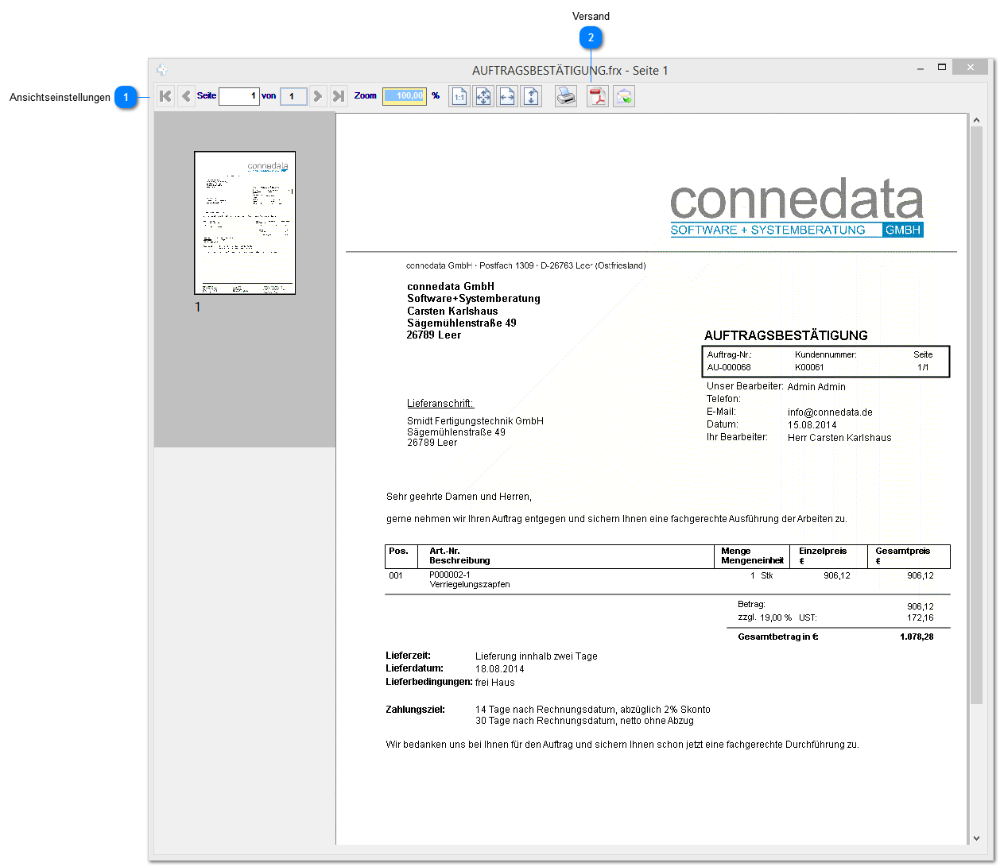 Versand
2
AUFTRAGSBESTÄTIGUNG.frx - Seite 1
Ansichtseinstellungen 1
Seite 1 von 1 Zoom 100,00 % 1:1
connedata
1
connedata
SOFTWARE + SYSTEMBERATUNG GMBH
connedata GmbH · Postfach 1309 · D-26763 Leer (Ostfriesland)
connedata GmbH
Software+Systemberatung
Carsten Karlshaus
Sägemühlenstraße 49
26789 Leer
AUFTRAGSBESTÄTIGUNG
Auftrag-Nr.: Kundennummer: Seite
AU-000068 K00061 1/1
Unser Bearbeiter: Admin Admin
Telefon:
E-Mail: info@connedata.de
Datum: 15.08.2014
Ihr Bearbeiter: Herr Carsten Karlshaus
Lieferanschrift:
Smidt Fertigungstechnik GmbH
Sägemühlenstraße 49
26789 Leer
Sehr geehrte Damen und Herren,
gerne nehmen wir Ihren Auftrag entgegen und sichern Ihnen eine fachgerechte Ausführung der Arbeiten zu.
Pos. Art.-Nr. Menge Einzelpreis Gesamtpreis
Beschreibung Mengeneinheit € €
001 P000002-1 1 Stk 906,12 906,12
Verriegelungszapfen
Betrag: 906,12
zzgl. 19,00 % UST: 172,16
Gesamtbetrag in €: 1.078,28
Lieferzeit: Lieferung innhalb zwei Tage
Lieferdatum: 18.08.2014
Lieferbedingungen: frei Haus
Zahlungsziel: 14 Tage nach Rechnungsdatum, abzüglich 2% Skonto
30 Tage nach Rechnungsdatum, netto ohne Abzug
Wir bedanken uns bei Ihnen für den Auftrag und sichern Ihnen schon jetzt eine fachgerechte Durchführung zu.